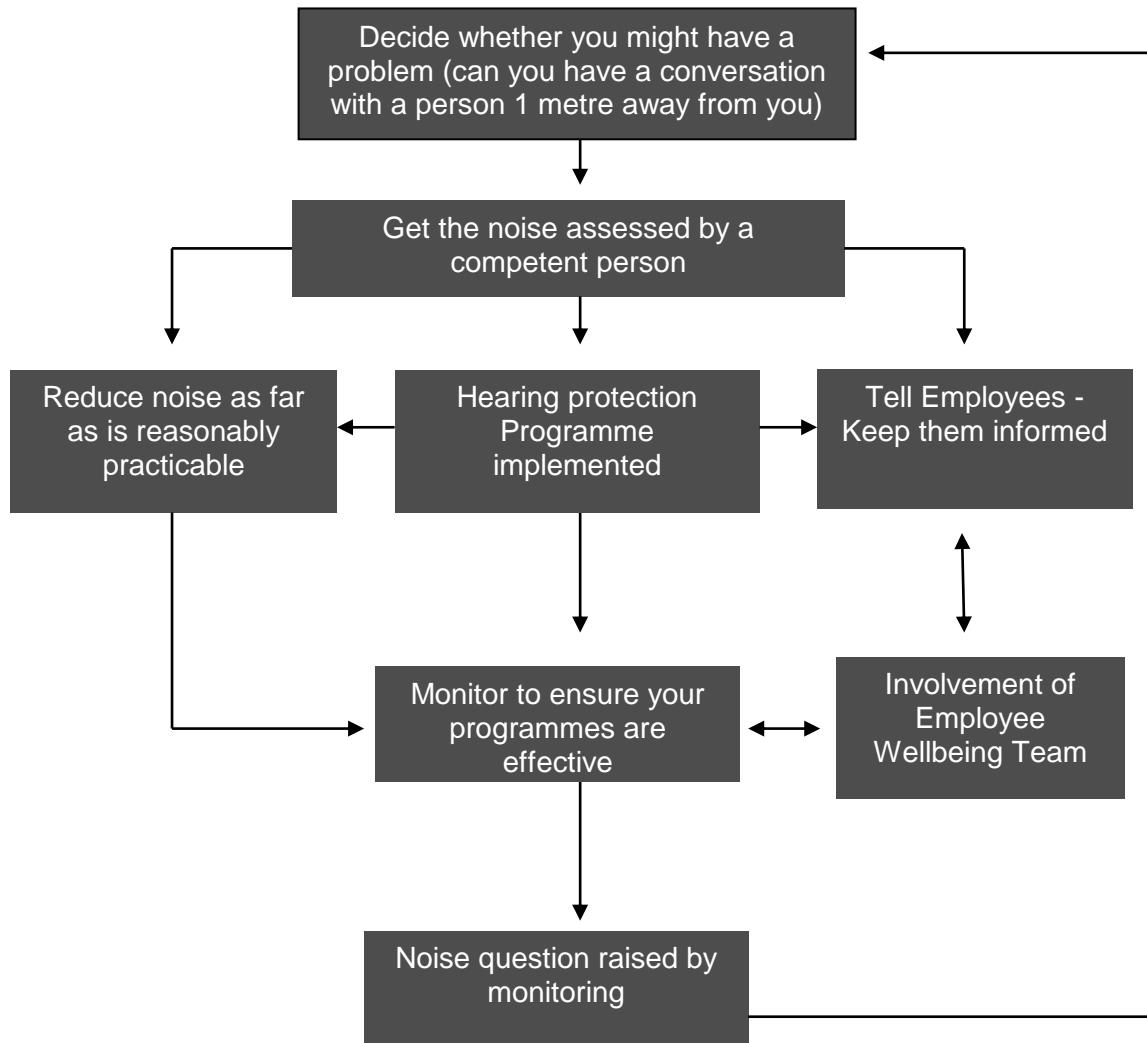 Decide whether you might have a
problem (can you have a conversation
with a person 1 metre away from you)
Get the noise assessed by a
competent person
Reduce noise as far
as is reasonably
practicable
Hearing protection
Programme
implemented
Tell Employees -
Keep them informed
Monitor to ensure your
programmes are
effective
Involvement of
Employee
Wellbeing Team
Noise question raised by
monitoring